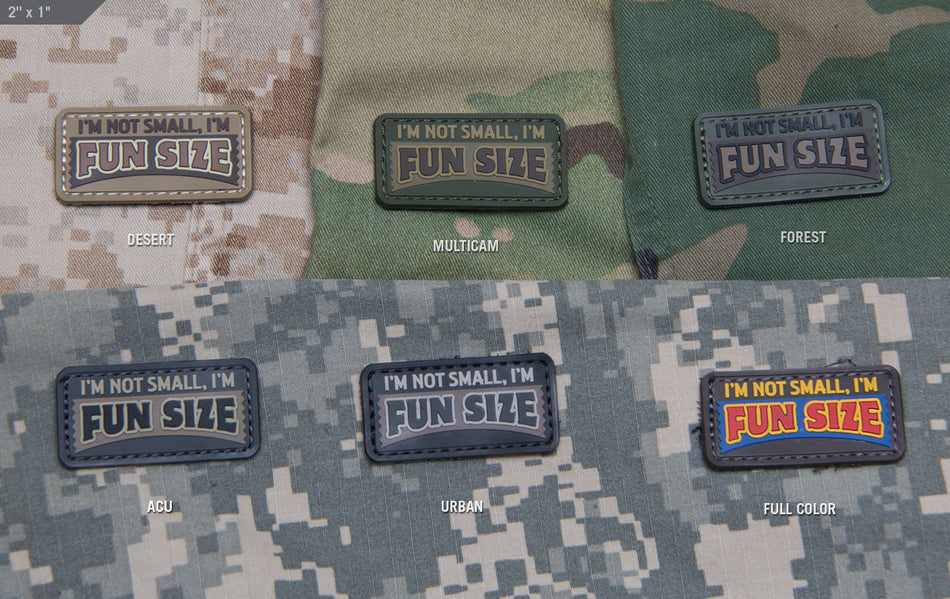 2" x 1"
I'M NOT SMALL, I'M
FUN SIZE
DESERT
I'M NOT SMALL, I'M
FUN SIZE
MULTICAM
I'M NOT SMALL, I'M
FUN SIZE
FOREST
I'M NOT SMALL, I'M
FUN SIZE
ACU
I'M NOT SMALL, I'M
FUN SIZE
URBAN
I'M NOT SMALL, I'M
FUN SIZE
FULL COLOR